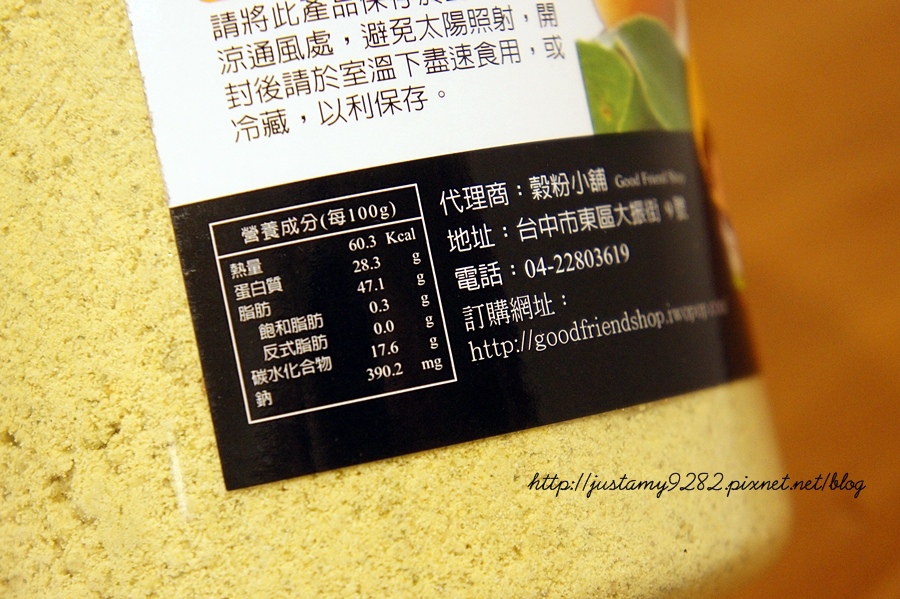 請將此產品保存於
涼通風處，避免太陽照射，開
封後請於室溫下盡速食用，或
冷藏，以利保存。
營養成分(每100g)
熱量 60.3 Kcal
蛋白質 28.3 g
脂肪 47.1 g
飽和脂肪 0.3 g
反式脂肪 0.0 g
碳水化合物 17.6 g
鈉 390.2 mg
代理商：穀粉小舖 Good Friend
地址：台中市東區大振街 9 號
電話：04-22803619
訂購網址：
http://goodfriendshop.iwopop.
http://justamy9282.pixnet.net/blog